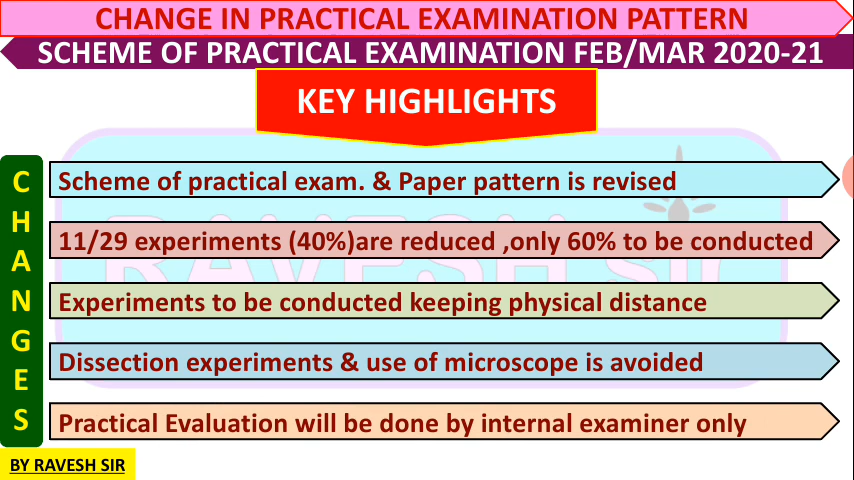 CHANGE IN PRACTICAL EXAMINATION PATTERN
SCHEME OF PRACTICAL EXAMINATION FEB/MAR 2020-21
KEY HIGHLIGHTS
CHANGES
Scheme of practical exam. & Paper pattern is revised
11/29 experiments (40%)are reduced ,only 60% to be conducted
Experiments to be conducted keeping physical distance
Dissection experiments & use of microscope is avoided
Practical Evaluation will be done by internal examiner only
RAVESH SIR
BY RAVESH SIR